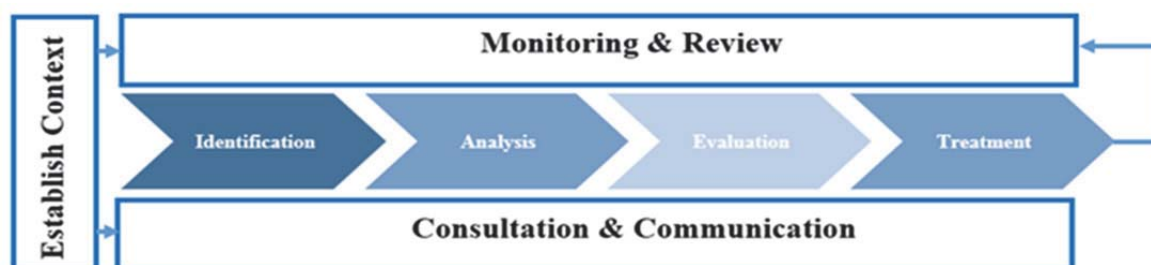 Establish Context
Monitoring & Review
Identification
Analysis
Evaluation
Treatment
Consultation & Communication